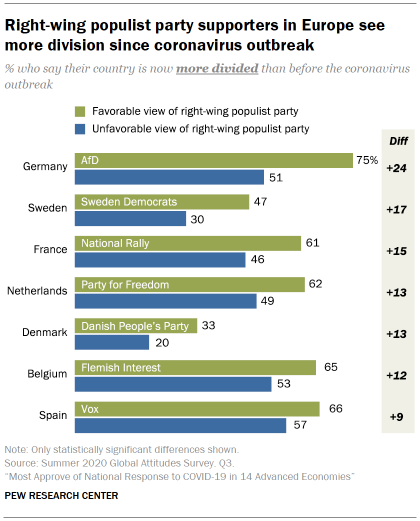 Right-wing populist party supporters in Europe see
more division since coronavirus outbreak
% who say their country is now more divided than before the coronavirus
outbreak
Favorable view of right-wing populist party
Unfavorable view of right-wing populist party
Diff
Germany AfD 75% +24
51
Sweden Sweden Democrats 47 +17
30
France National Rally 61 +15
46
Netherlands Party for Freedom 62 +13
49
Denmark Danish People's Party 33 +13
20
Belgium Flemish Interest 65 +12
53
Spain Vox 66 +9
57
Note: Only statistically significant differences shown.
Source: Summer 2020 Global Attitudes Survey. Q3.
"Most Approve of National Response to COVID-19 in 14 Advanced Economies"
PEW RESEARCH CENTER